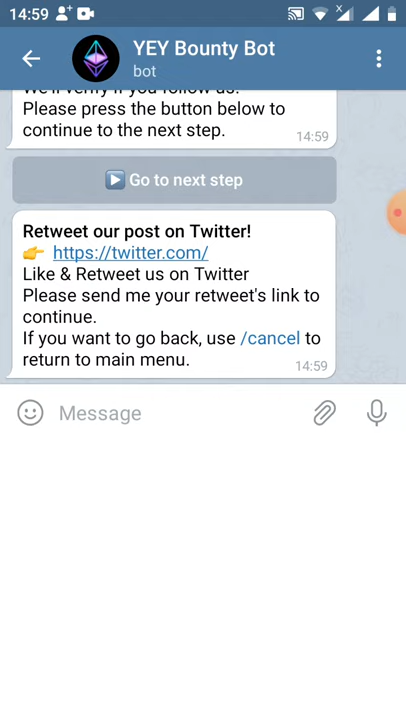 14:59
YEY Bounty Bot
bot
We'll verify if you follow us!
Please press the button below to
continue to the next step.
14:59
Go to next step
Retweet our post on Twitter!
https://twitter.com/
Like & Retweet us on Twitter
Please send me your retweet's link to
continue.
If you want to go back, use /cancel to
return to main menu.
14:59
Message